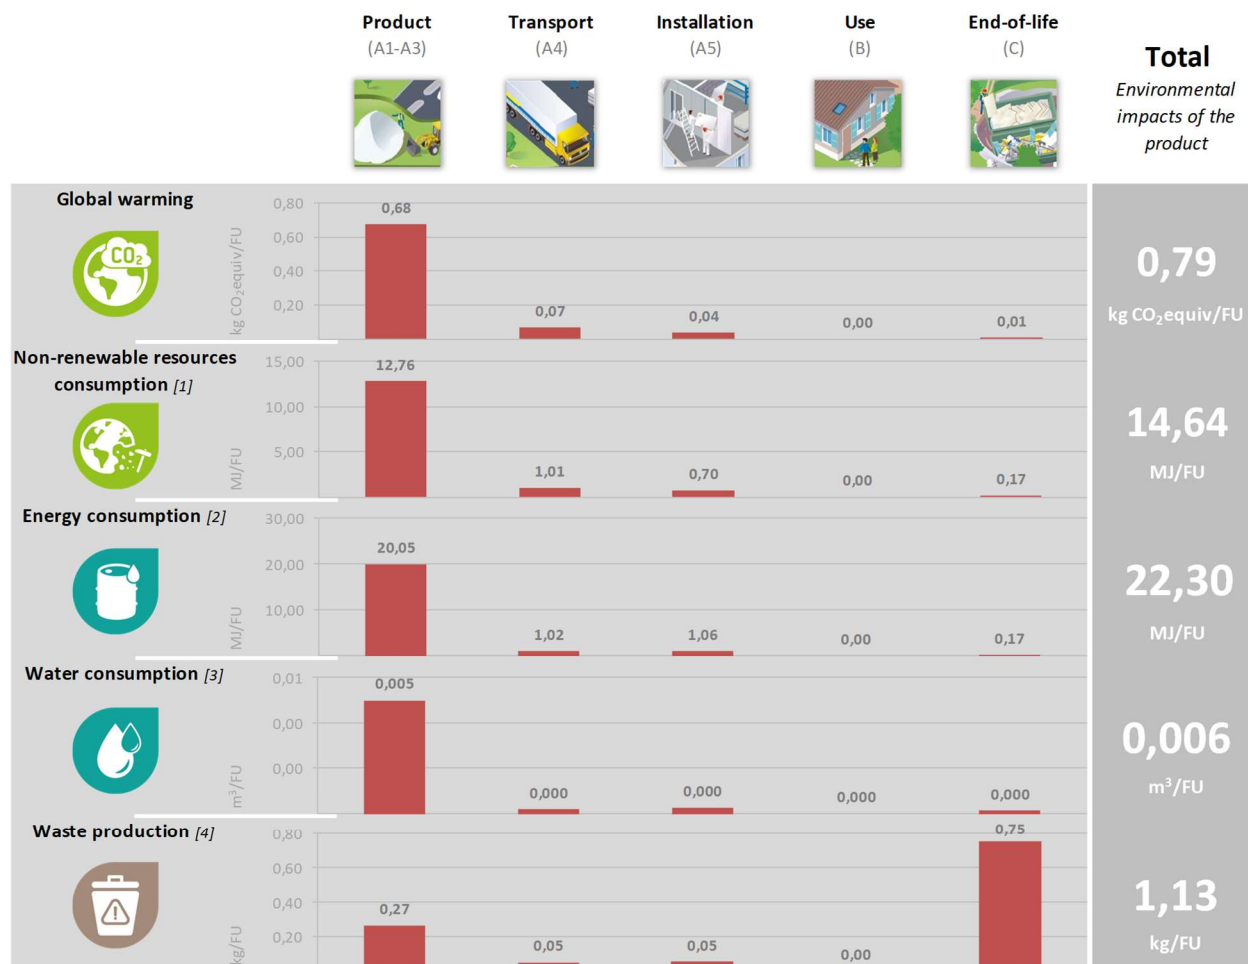 Product
(A1-A3)
Transport
(A4)
Installation
(A5)
Use
(B)
End-of-life
(C)
Total
Environmental
impacts of the
product
Global warming
CO2
kg CO₂equiv/FU
0,80
0,60
0,40
0,20
0,68
0,07
0,04
0,00
0,01
0,79
kg CO₂equiv/FU
Non-renewable resources
consumption [1]
MJ/FU
15,00
10,00
5,00
12,76
1,01
0,70
0,00
0,17
14,64
MJ/FU
Energy consumption [2]
MJ/FU
30,00
20,00
10,00
20,05
1,02
1,06
0,00
0,17
22,30
MJ/FU
Water consumption [3]
m³/FU
0,01
0,00
0,00
0,005
0,000
0,000
0,000
0,000
0,006
m³/FU
Waste production [4]
kg/FU
0,80
0,60
0,40
0,20
0,27
0,05
0,05
0,00
0,75
1,13
kg/FU